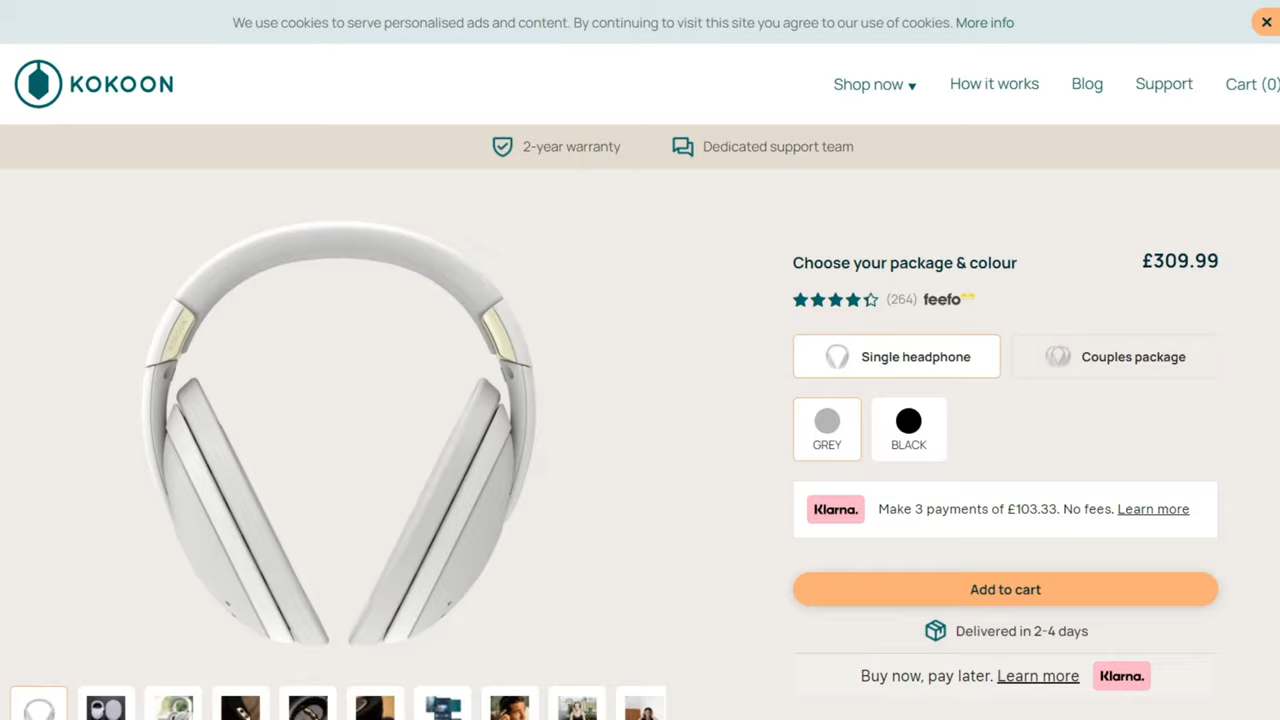 We use cookies to serve personalised ads and content. By continuing to visit this site you agree to our use of cookies. More info
KOKOON
Shop now How it works Blog Support Cart (0)
2-year warranty Dedicated support team
Choose your package & colour £309.99
(264) feefo
Single headphone Couples package
GREY BLACK
Klarna. Make 3 payments of £103.33. No fees. Learn more
Add to cart
Delivered in 2-4 days
Buy now, pay later. Learn more Klarna.